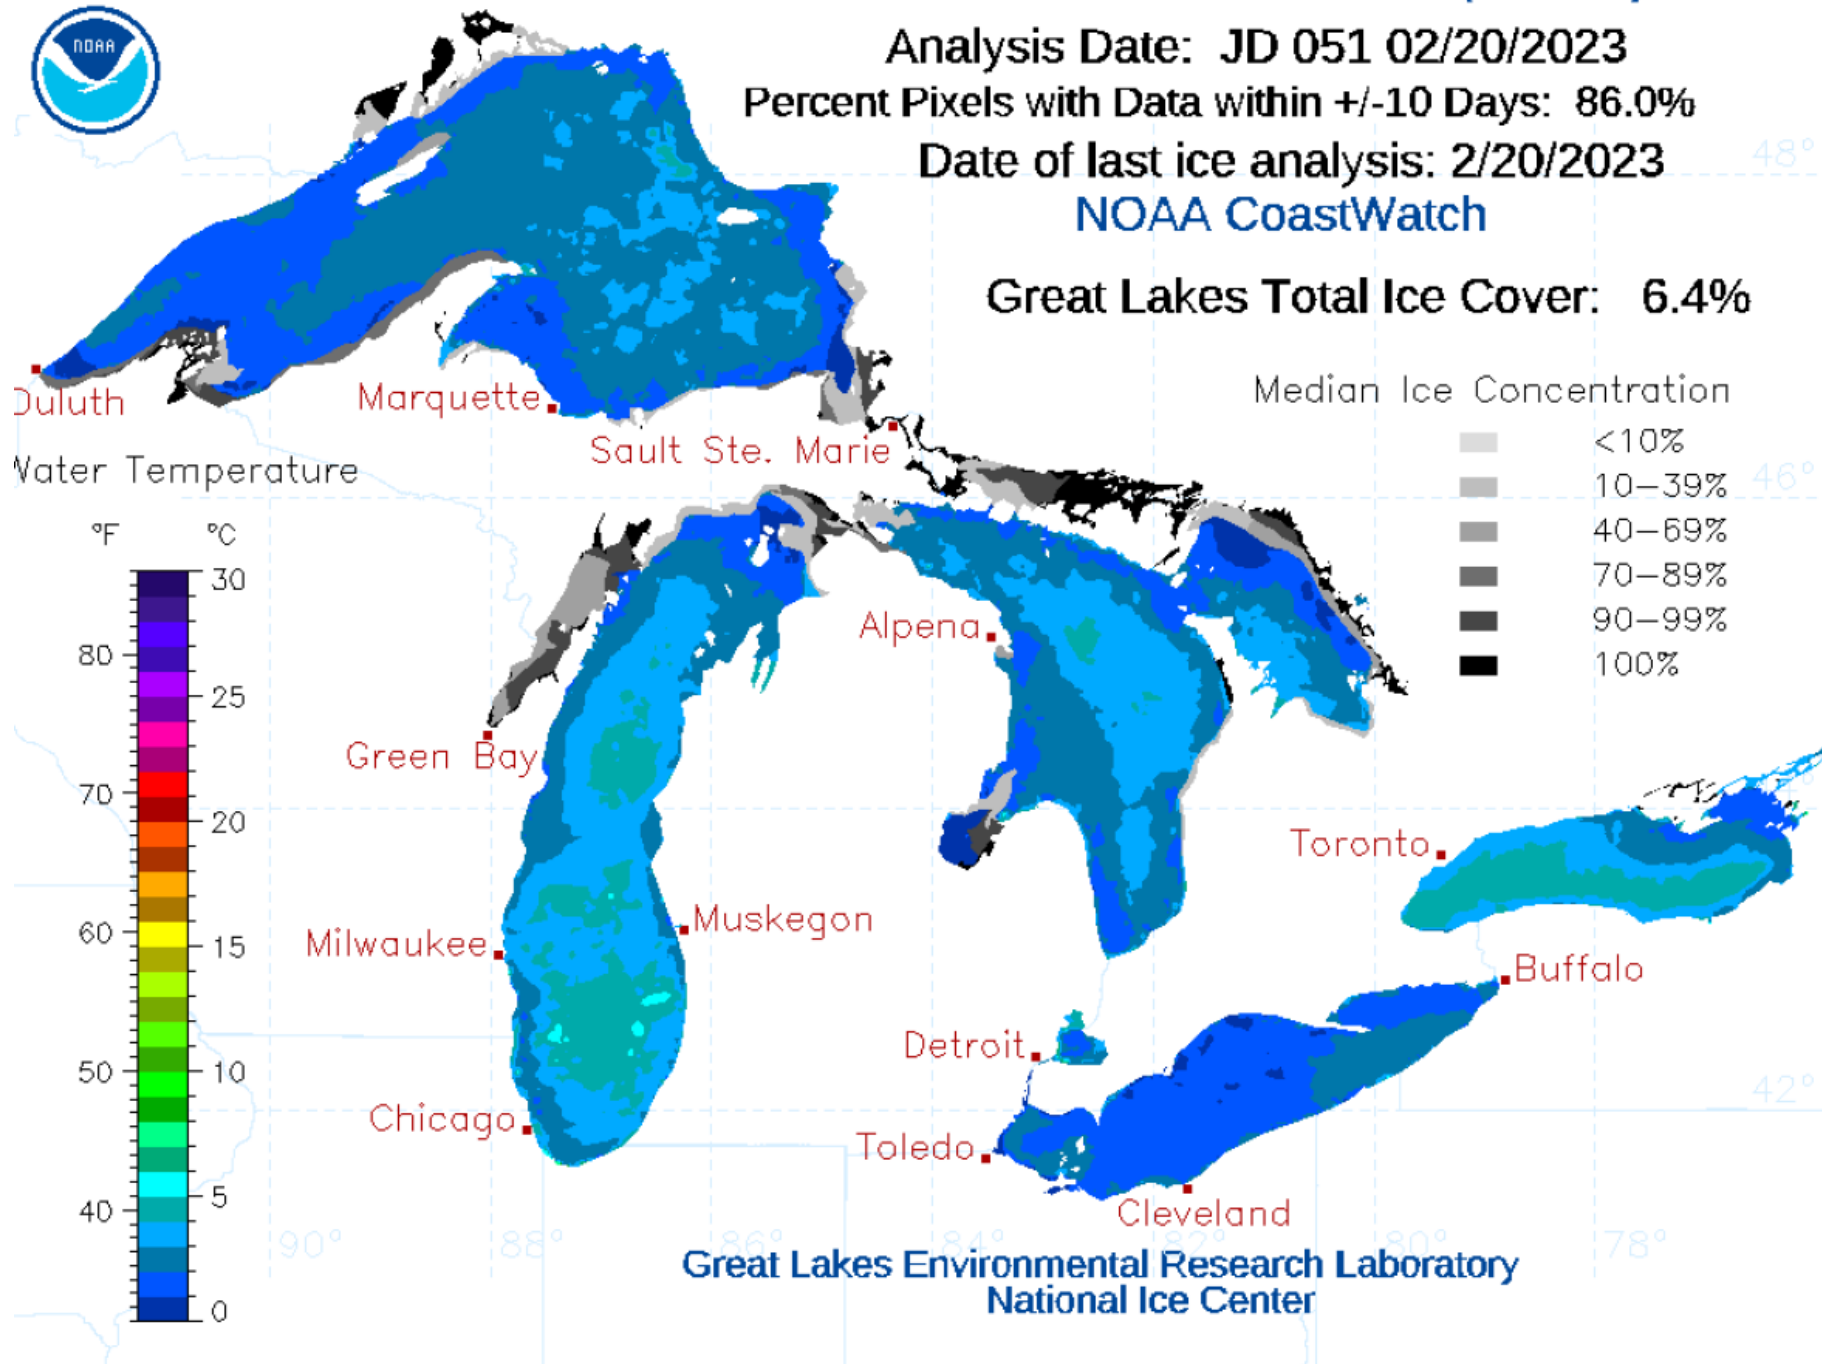 NOAA
Analysis Date: JD 051 02/20/2023
Percent Pixels with Data within +/-10 Days: 86.0%
Date of last ice analysis: 2/20/2023
48°
NOAA CoastWatch
Great Lakes Total Ice Cover: 6.4%
Median Ice Concentration
<10%
10-39%
40-69%
70-89%
90-99%
100%
46°
Duluth
Marquette
Sault Ste. Marie
Water Temperature
°F °C
30
80
25
70
20
60
15
50
10
40
5
0
Alpena
Green Bay
Toronto
Muskegon
Milwaukee
Buffalo
Detroit
42°
Chicago
Toledo
Cleveland
90° 88° 86° 84° 82° 80° 78°
Great Lakes Environmental Research Laboratory
National Ice Center